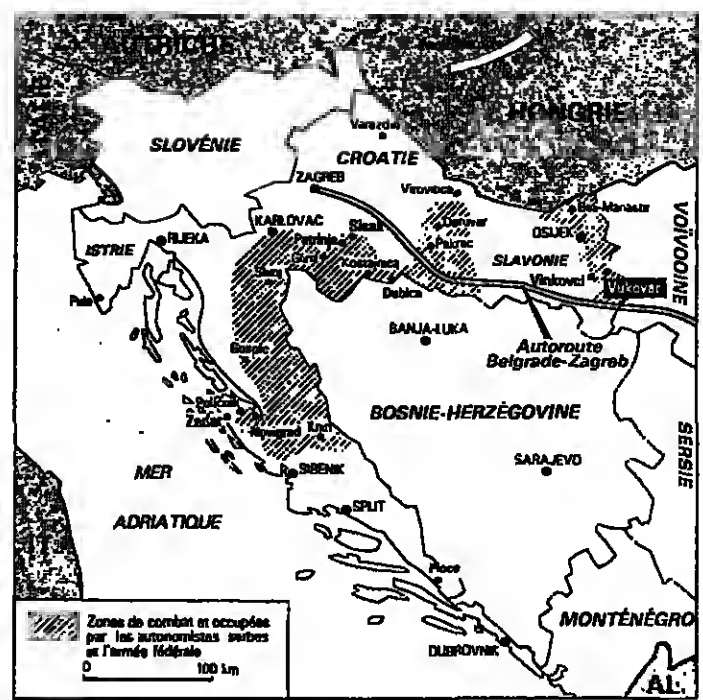 AUTRICHE
HONGRIE
SLOVÉNIE
CROATIE
ZAGREB
Virovitica
KARLOVAC
Sisak
Petrinja
Daruvar
Pakrac
OSIJEK
VOÏVODINE
ISTRIE
RIJEKA
SLAVONIE
Vinkovci
Vukovar
Pula
Dubica
BANJA-LUKA
Autoroute
Belgrade-Zagreb
Gospic
BOSNIE-HERZÉGOVINE
SERBIE
Zadar
Knin
MER
ADRIATIQUE
SIBENIK
SARAJEVO
SPLIT
Ploce
MONTÉNÉGRO
DUBROVNIK
AL.
Zones de combat et occupées
par les autonomistes serbes
et l'armée fédérale
0 100 km